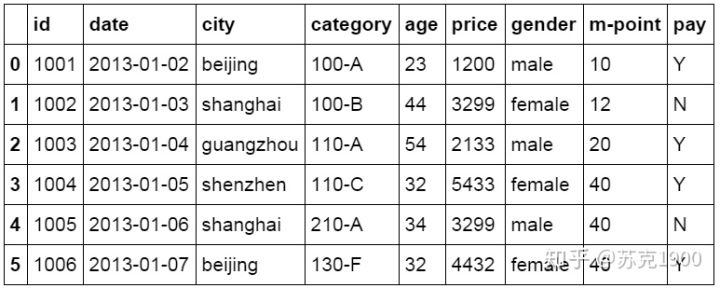 id date city category age price gender m-point pay
0 1001 2013-01-02 beijing 100-A 23 1200 male 10 Y
1 1002 2013-01-03 shanghai 100-B 44 3299 female 12 N
2 1003 2013-01-04 guangzhou 110-A 54 2133 male 20 Y
3 1004 2013-01-05 shenzhen 110-C 32 5433 female 40 Y
4 1005 2013-01-06 shanghai 210-A 34 3299 male 40 N
5 1006 2013-01-07 beijing 130-F 32 4432 female 40 Y
知乎 @苏克1900